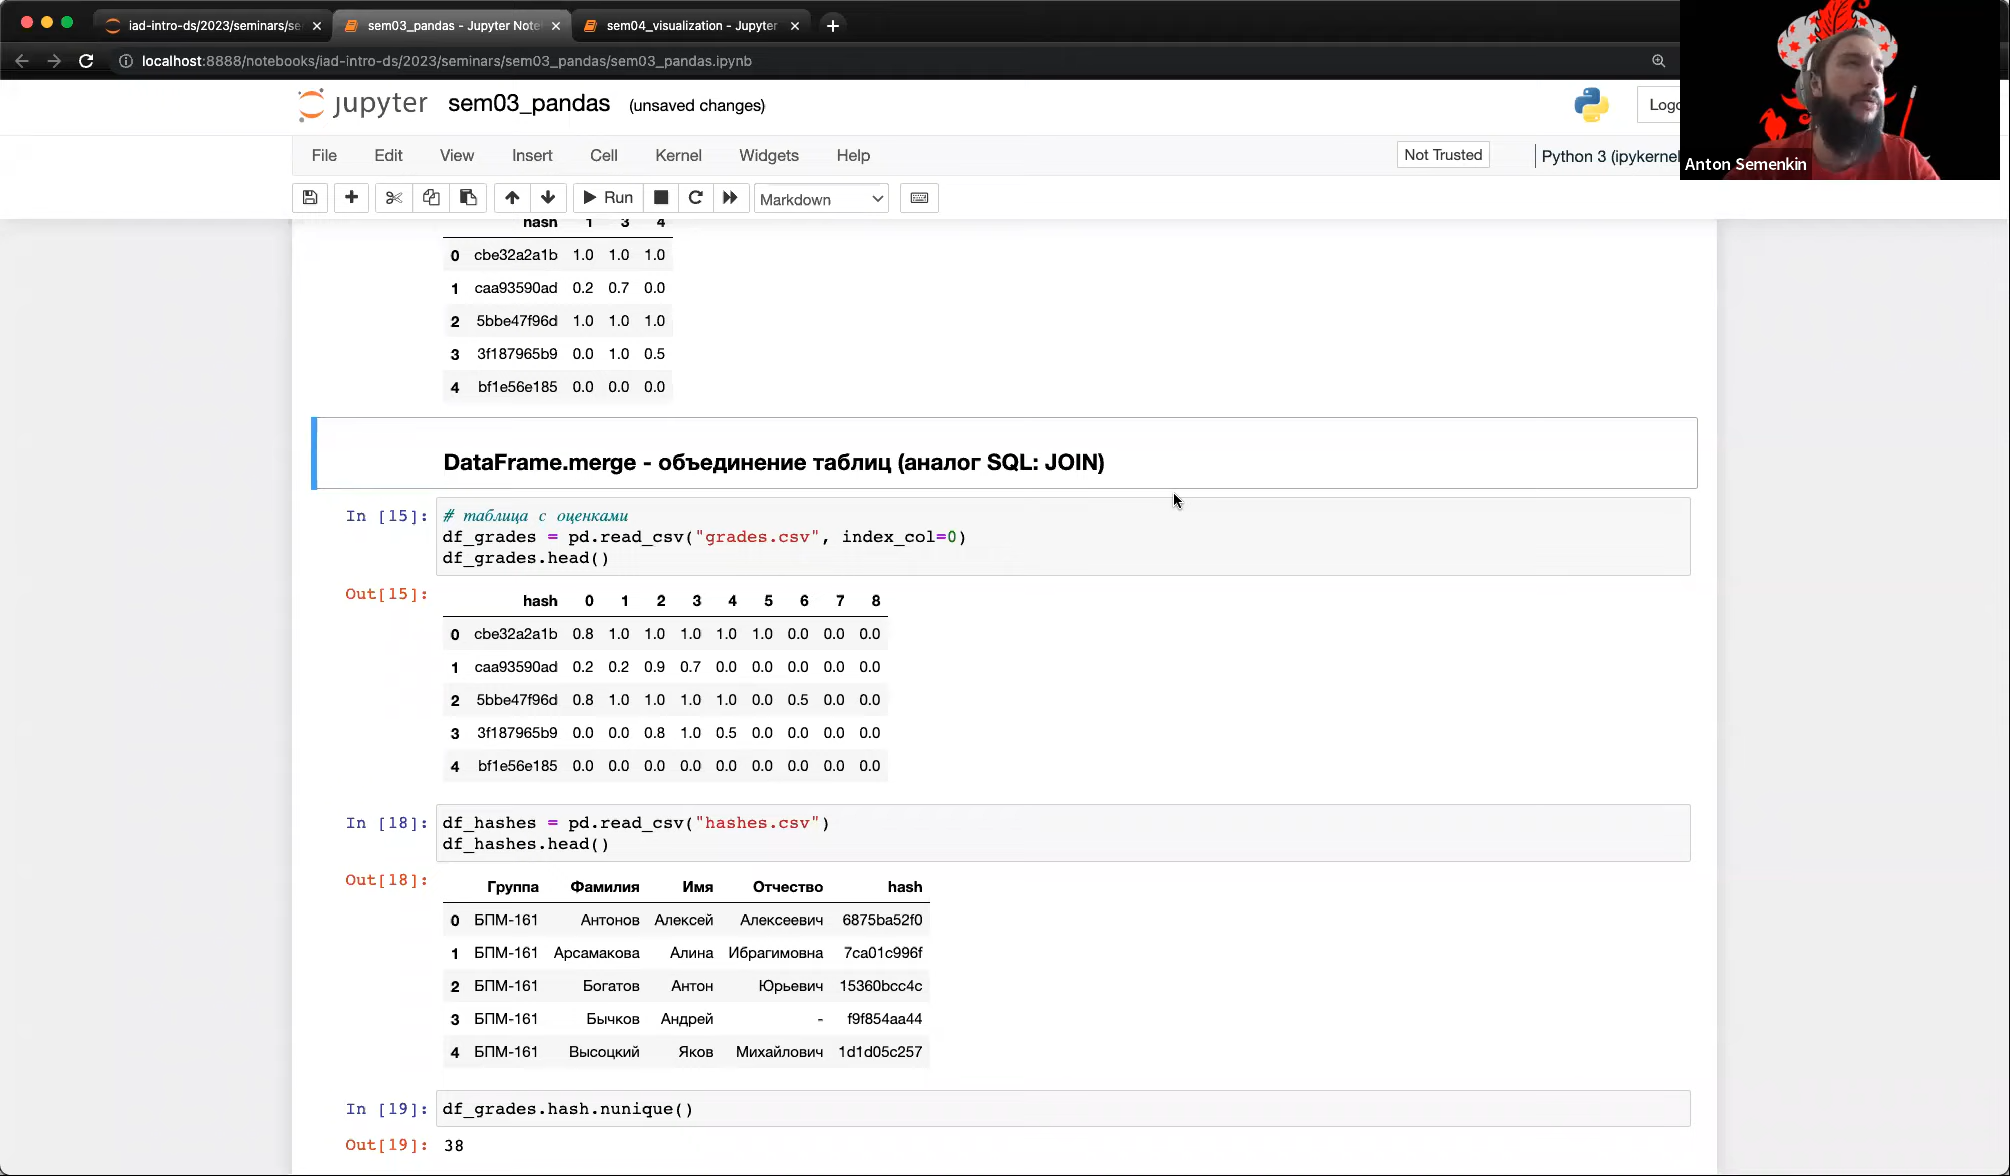 iad-intro-ds/2023/seminars/se
sem03_pandas - Jupyter Note
sem04_visualization - Jupyter
localhost:8888/notebooks/iad-intro-ds/2023/seminars/sem03_pandas/sem03_pandas.ipynb
jupyter sem03_pandas (unsaved changes)
Logo
File Edit View Insert Cell Kernel Widgets Help
Not Trusted
Python 3 (ipykernel
Anton Semenkin
Run
Markdown
hash 1 3 4
0 cbe32a2a1b 1.0 1.0 1.0
1 caa93590ad 0.2 0.7 0.0
2 5bbe47f96d 1.0 1.0 1.0
3 3f187965b9 0.0 1.0 0.5
4 bf1e56e185 0.0 0.0 0.0
DataFrame.merge - объединение таблиц (аналог SQL: JOIN)
In [15]: # таблица с оценками
df_grades = pd.read_csv("grades.csv", index_col=0)
df_grades.head()
Out[15]:
hash 0 1 2 3 4 5 6 7 8
0 cbe32a2a1b 0.8 1.0 1.0 1.0 1.0 1.0 0.0 0.0 0.0
1 caa93590ad 0.2 0.2 0.9 0.7 0.0 0.0 0.0 0.0 0.0
2 5bbe47f96d 0.8 1.0 1.0 1.0 1.0 0.0 0.5 0.0 0.0
3 3f187965b9 0.0 0.0 0.8 1.0 0.5 0.0 0.0 0.0 0.0
4 bf1e56e185 0.0 0.0 0.0 0.0 0.0 0.0 0.0 0.0 0.0
In [18]: df_hashes = pd.read_csv("hashes.csv")
df_hashes.head()
Out[18]:
Группа Фамилия Имя Отчество hash
0 БПМ-161 Антонов Алексей Алексеевич 6875ba52f0
1 БПМ-161 Арсамакова Алина Ибрагимовна 7ca01c996f
2 БПМ-161 Богатов Антон Юрьевич 15360bcc4c
3 БПМ-161 Бычков Андрей - f9f854aa44
4 БПМ-161 Высоцкий Яков Михайлович 1d1d05c257
In [19]: df_grades.hash.nunique()
Out[19]: 38